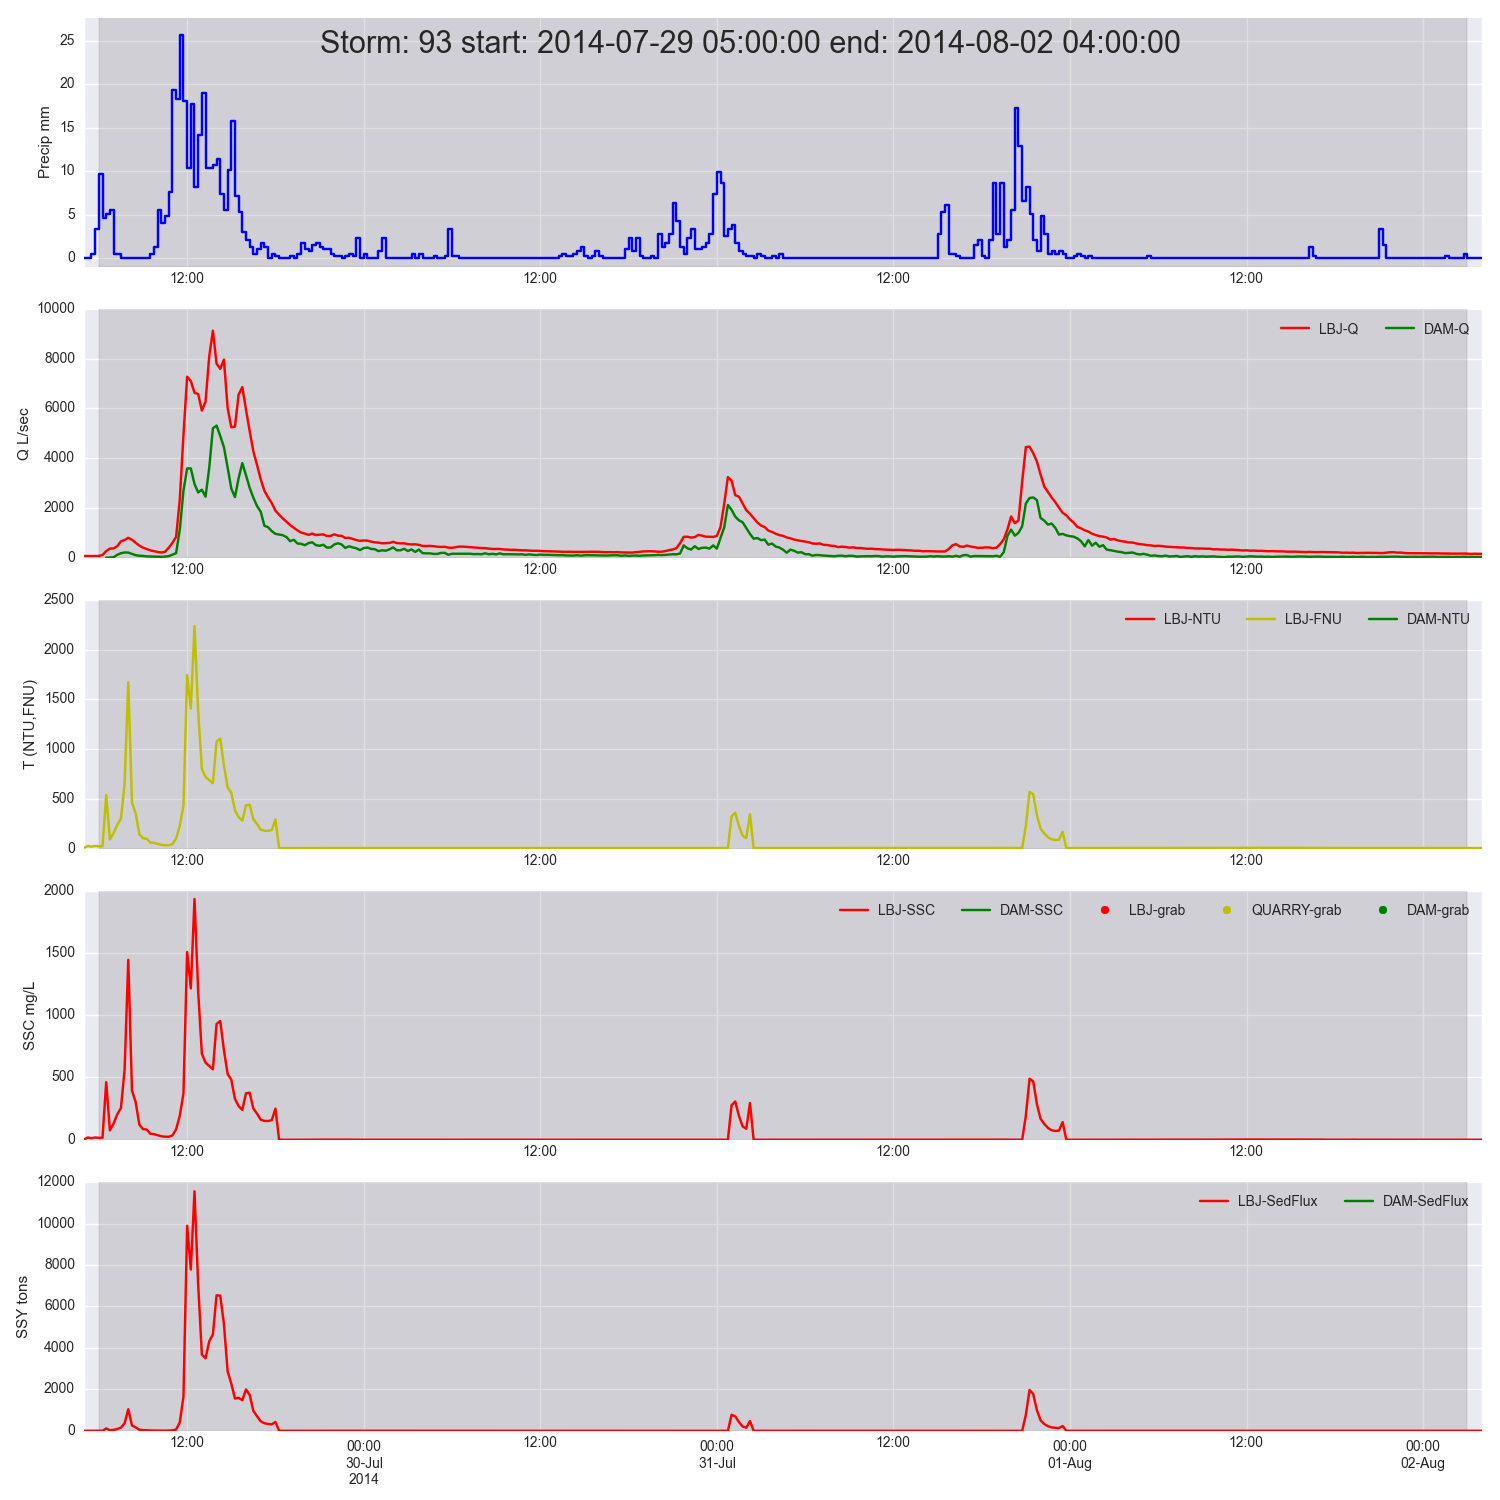 Storm: 93 start: 2014-07-29 05:00:00 end: 2014-08-02 04:00:00
25
20
15
10
5
0
Precip mm
12:00 12:00 12:00 12:00
10000
8000
6000
4000
2000
0
Q L/sec
LBJ-Q DAM-Q
12:00 12:00 12:00 12:00
2500
2000
1500
1000
500
0
T (NTU,FNU)
LBJ-NTU LBJ-FNU DAM-NTU
12:00 12:00 12:00 12:00
2000
1500
1000
500
0
SSC mg/L
LBJ-SSC DAM-SSC LBJ-grab QUARRY-grab DAM-grab
12:00 12:00 12:00 12:00
12000
10000
8000
6000
4000
2000
0
SSY tons
LBJ-SedFlux DAM-SedFlux
12:00 00:00 12:00 00:00 12:00 00:00 12:00 00:00
30-Jul 31-Jul 01-Aug 02-Aug
2014